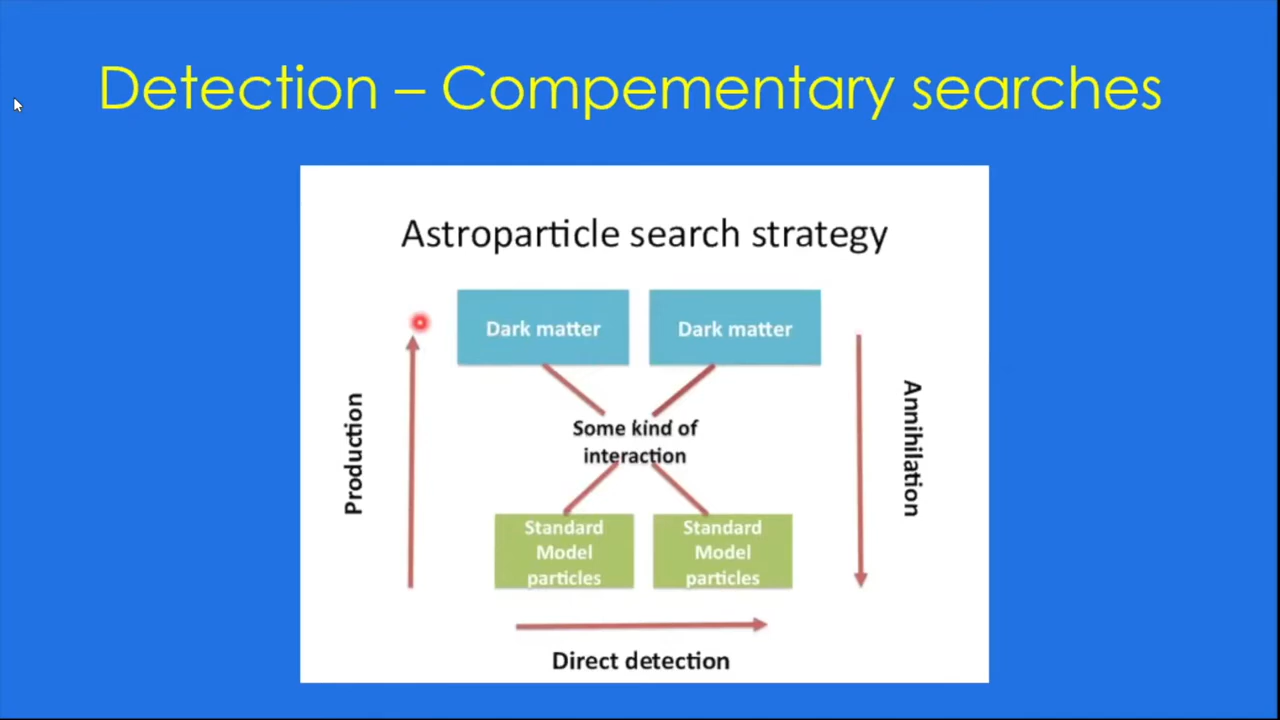 Detection – Compementary searches
Astroparticle search strategy
Dark matter
Dark matter
Some kind of
interaction
Production
Annihilation
Standard
Model
particles
Standard
Model
particles
Direct detection